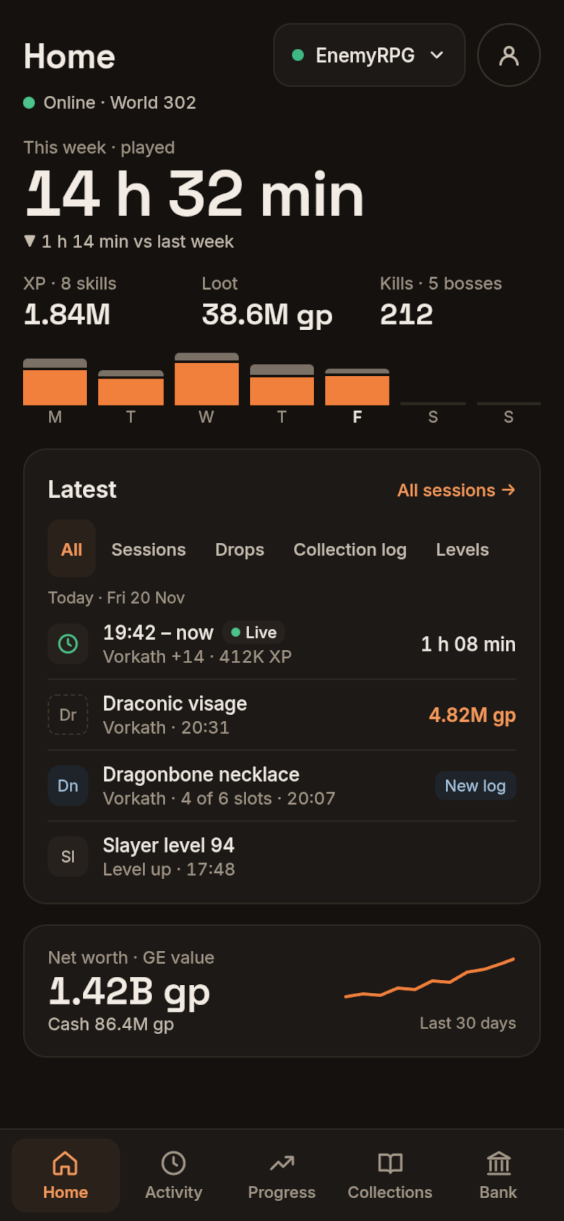 Home
EnemyRPG
Online · World 302
This week · played
14 h 32 min
▼ 1 h 14 min vs last week
XP · 8 skills
1.84M
Loot
38.6M gp
Kills · 5 bosses
212
M T W T F S S
Latest
All sessions →
All Sessions Drops Collection log Levels
Today · Fri 20 Nov
19:42 – now Live
Vorkath +14 · 412K XP
1 h 08 min
Dr
Draconic visage
Vorkath · 20:31
4.82M gp
Dn
Dragonbone necklace
Vorkath · 4 of 6 slots · 20:07
New log
Sl
Slayer level 94
Level up · 17:48
Net worth · GE value
1.42B gp
Cash 86.4M gp
Last 30 days
Home Activity Progress Collections Bank